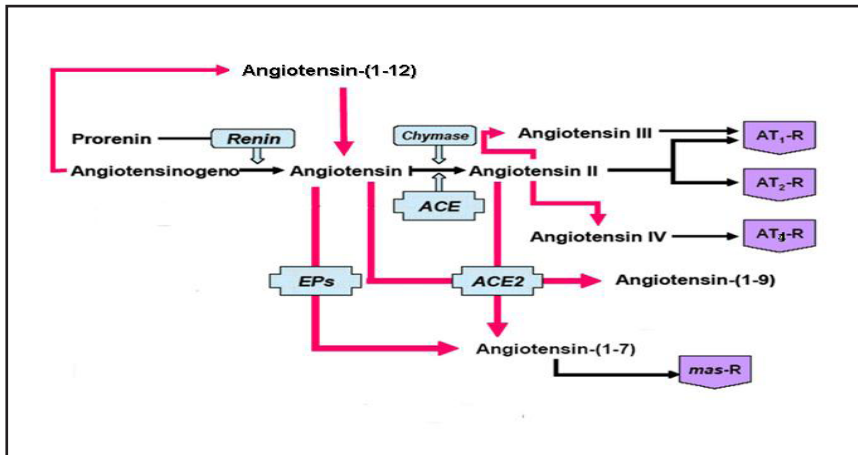 Angiotensin-(1-12)
Prorenin
Renin
Chymase
Angiotensin III
AT1-R
Angiotensinogeno
Angiotensin I
Angiotensin II
ACE
AT2-R
Angiotensin IV
AT4-R
EPs
ACE2
Angiotensin-(1-9)
Angiotensin-(1-7)
mas-R